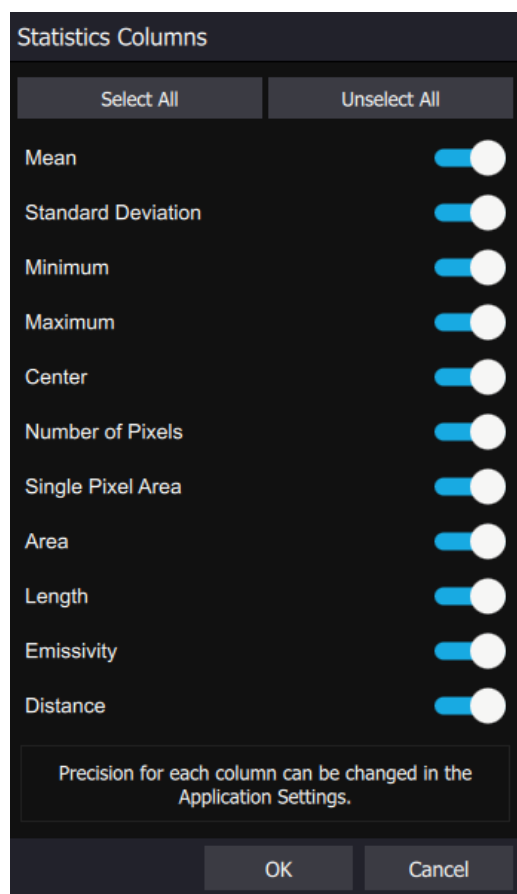 Statistics Columns
Select All
Unselect All
Mean
Standard Deviation
Minimum
Maximum
Center
Number of Pixels
Single Pixel Area
Area
Length
Emissivity
Distance
Precision for each column can be changed in the
Application Settings.
OK
Cancel